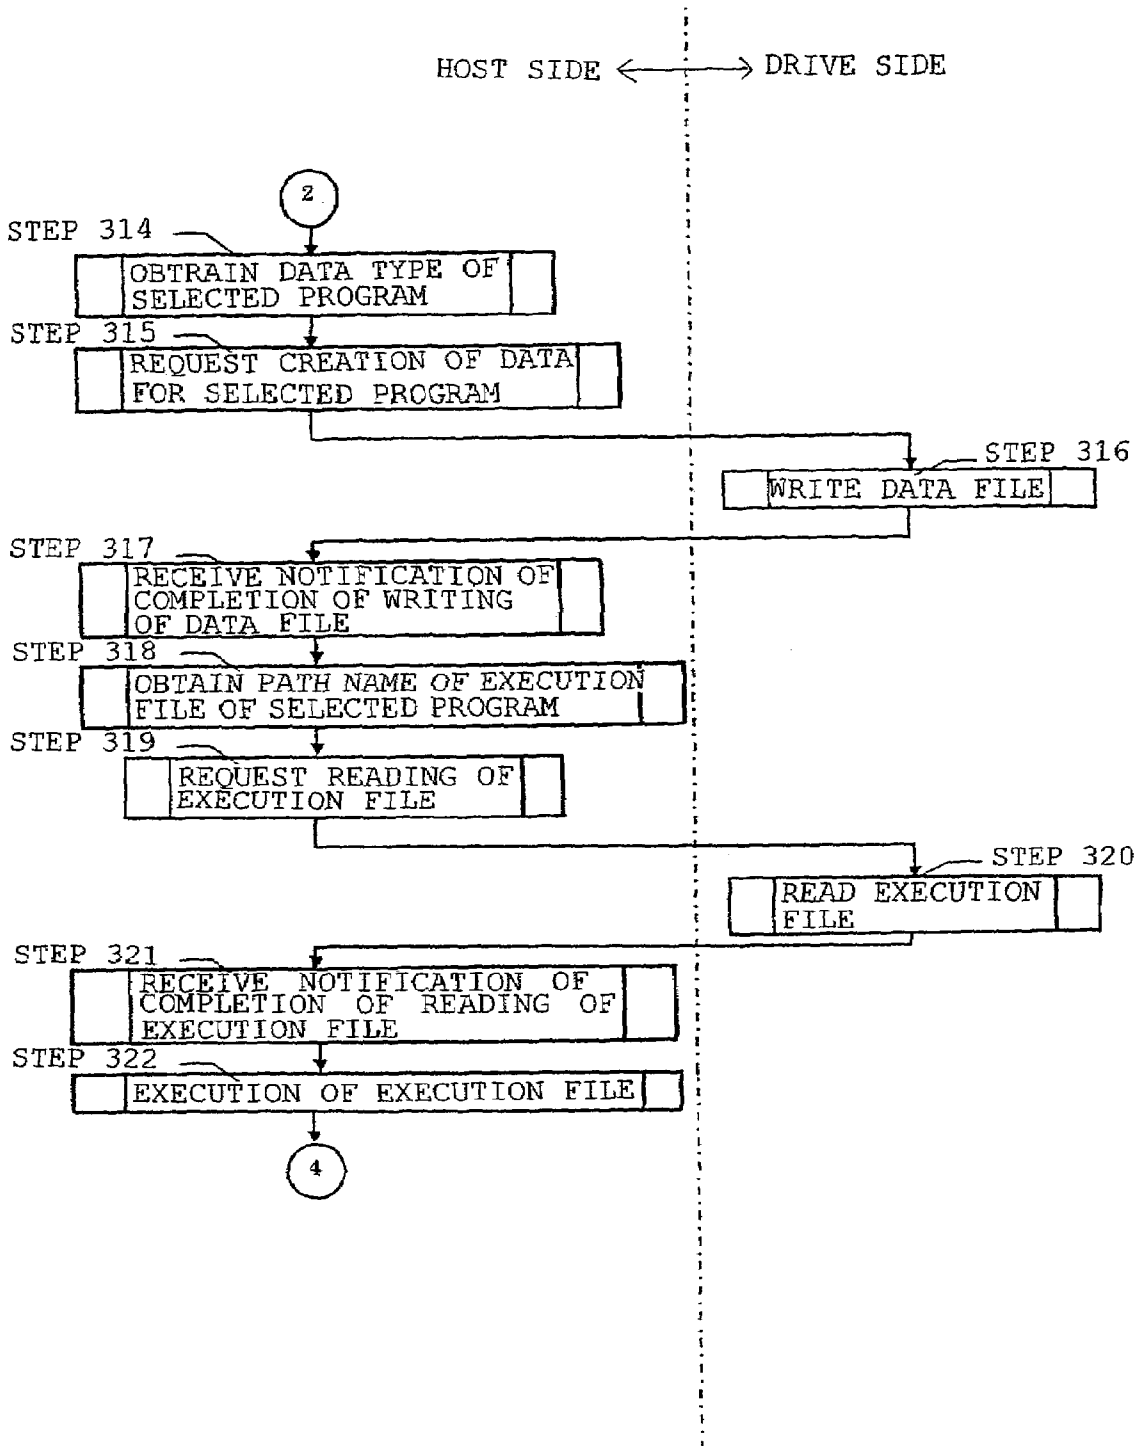 HOST SIDE
DRIVE SIDE
2
STEP 314
OBTRAIN DATA TYPE OF
SELECTED PROGRAM
STEP 315
REQUEST CREATION OF DATA
FOR SELECTED PROGRAM
STEP 316
WRITE DATA FILE
STEP 317
RECEIVE NOTIFICATION OF
COMPLETION OF WRITING
OF DATA FILE
STEP 318
OBTAIN PATH NAME OF EXECUTION
FILE OF SELECTED PROGRAM
STEP 319
REQUEST READING OF
EXECUTION FILE
STEP 320
READ EXECUTION
FILE
STEP 321
RECEIVE NOTIFICATION OF
COMPLETION OF READING OF
EXECUTION FILE
STEP 322
EXECUTION OF EXECUTION FILE
4